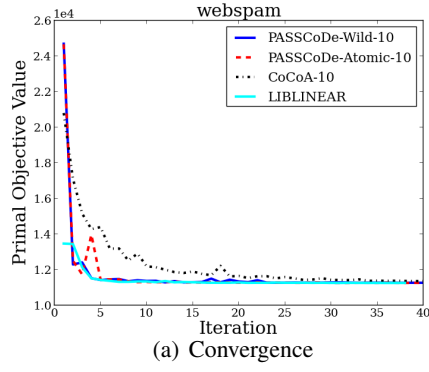 webspam
1e4
2.6
2.4
2.2
2.0
1.8
1.6
1.4
1.2
1.0
Primal Objective Value
PASSCoDe-Wild-10
PASSCoDe-Atomic-10
CoCoA-10
LIBLINEAR
0 5 10 15 20 25 30 35 40
Iteration
(a) Convergence